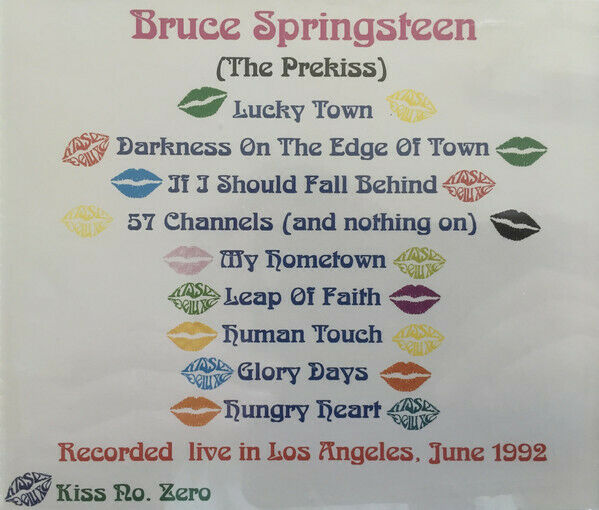 Bruce Springsteen
(The Prekiss)
Lucky Town
Darkness On The Edge Of Town
If I Should Fall Behind
57 Channels (and nothing on)
My Hometown
Leap Of Faith
Human Touch
Glory Days
Hungry Heart
Recorded live in Los Angeles, June 1992
Kiss No. Zero